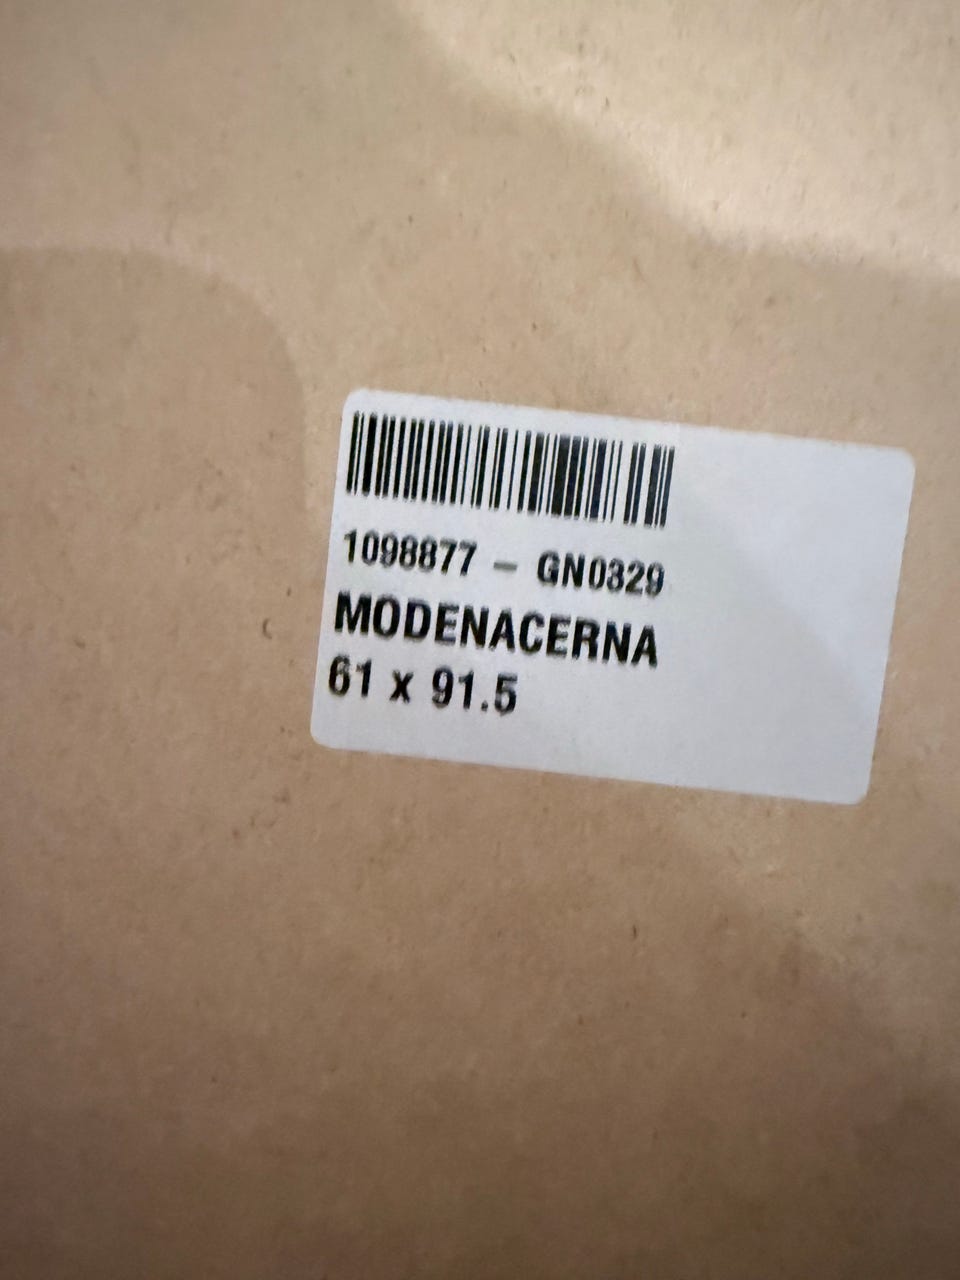 1098877 – GN0329
MODENACERNA
61 x 91.5